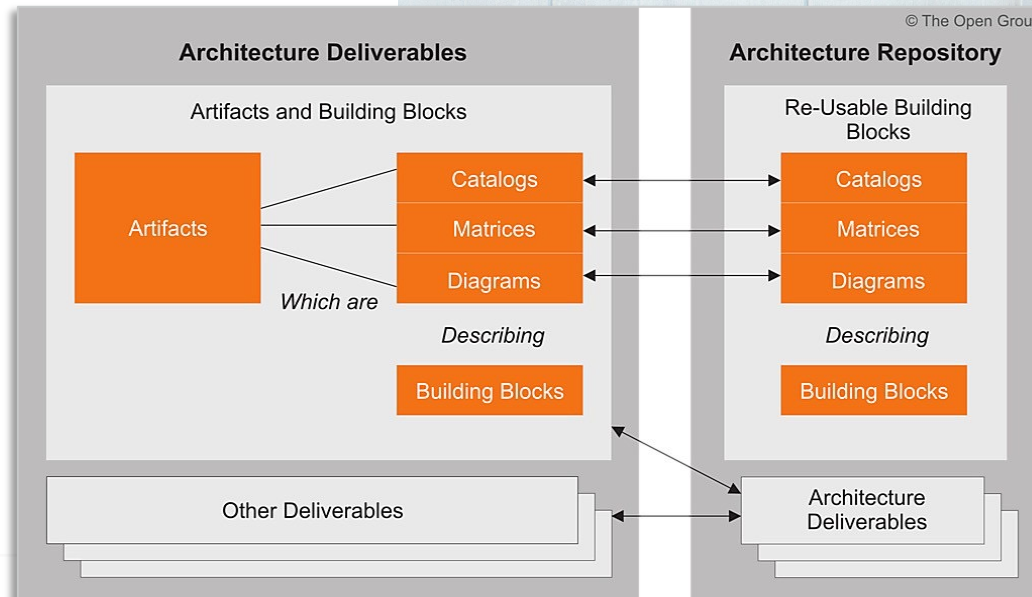 © The Open Grou
Architecture Deliverables
Architecture Repository
Artifacts and Building Blocks
Re-Usable Building
Blocks
Artifacts
Catalogs
Matrices
Diagrams
Which are
Describing
Building Blocks
Catalogs
Matrices
Diagrams
Describing
Building Blocks
Other Deliverables
Architecture
Deliverables